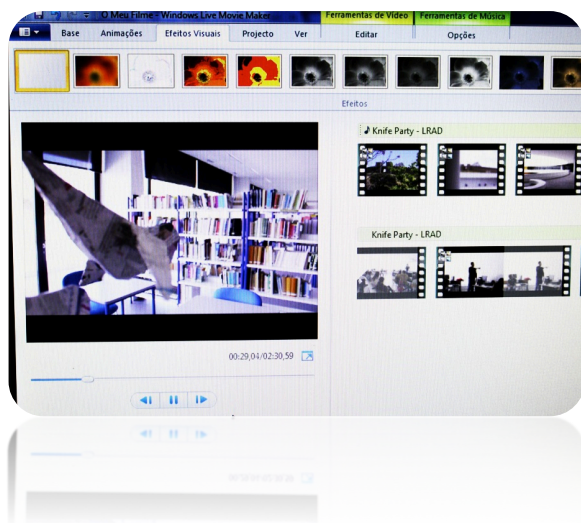 O Meu Filme - Windows Live Movie Maker
Ferramentas de Vídeo Ferramentas de Música
Base Animações Efeitos Visuais Projecto Ver Editar Opções
Efeitos
Knife Party - LRAD
Knife Party - LRAD
00:29,04/02:30,59